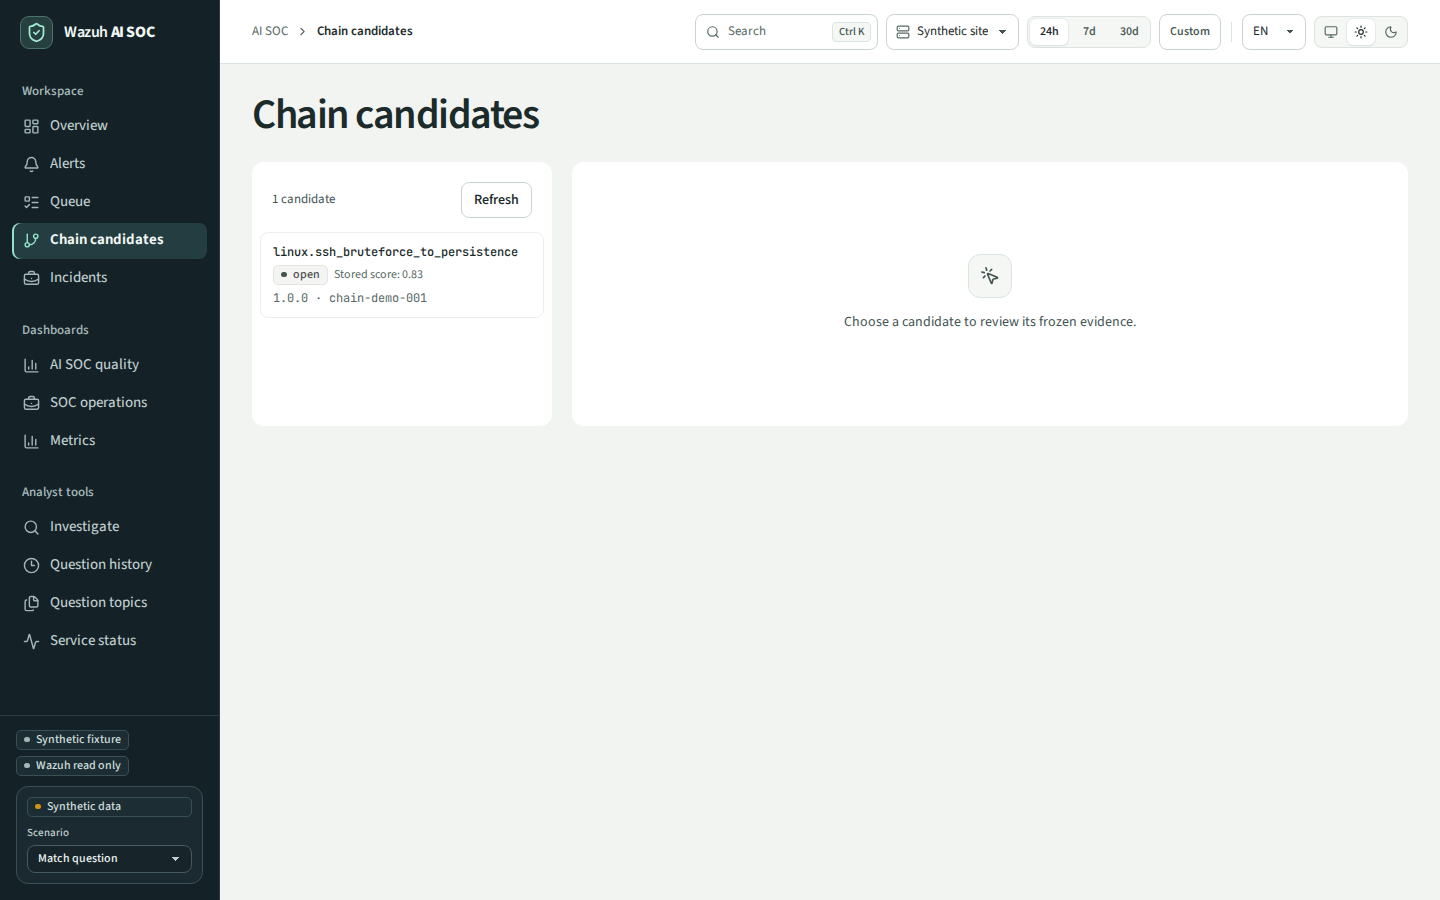 Wazuh AI SOC
Workspace
Overview
Alerts
Queue
Chain candidates
Incidents
Dashboards
AI SOC quality
SOC operations
Metrics
Analyst tools
Investigate
Question history
Question topics
Service status
Synthetic fixture
Wazuh read only
Synthetic data
Scenario
Match question
AI SOC > Chain candidates
Search Ctrl K
Synthetic site
24h 7d 30d
Custom
EN
Chain candidates
1 candidate
Refresh
linux.ssh_bruteforce_to_persistence
open Stored score: 0.83
1.0.0 · chain-demo-001
Choose a candidate to review its frozen evidence.